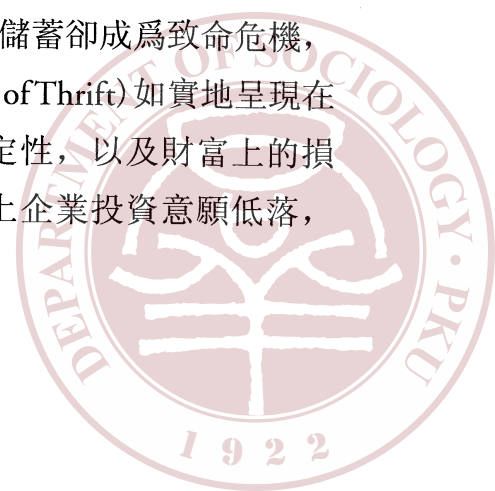 儲蓄卻成爲致命危機，
of Thrift)如實地呈現在
定性，以及財富上的損
上企業投資意願低落，
DEPARTMENT OF SOCIOLOGY · PKU
1922